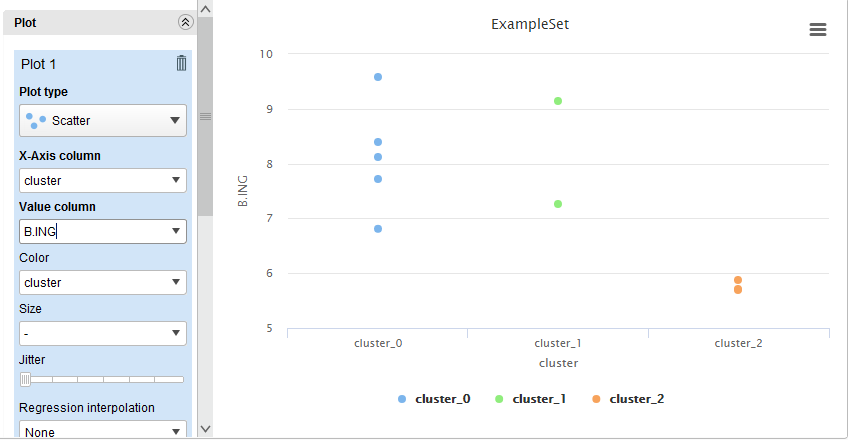 Plot
Plot 1
Plot type
Scatter
X-Axis column
cluster
Value column
B.ING
Color
cluster
Size
-
Jitter
Regression interpolation
None
ExampleSet
10
9
8
7
6
5
B.ING
cluster_0 cluster_1 cluster_2
cluster
cluster_0 cluster_1 cluster_2